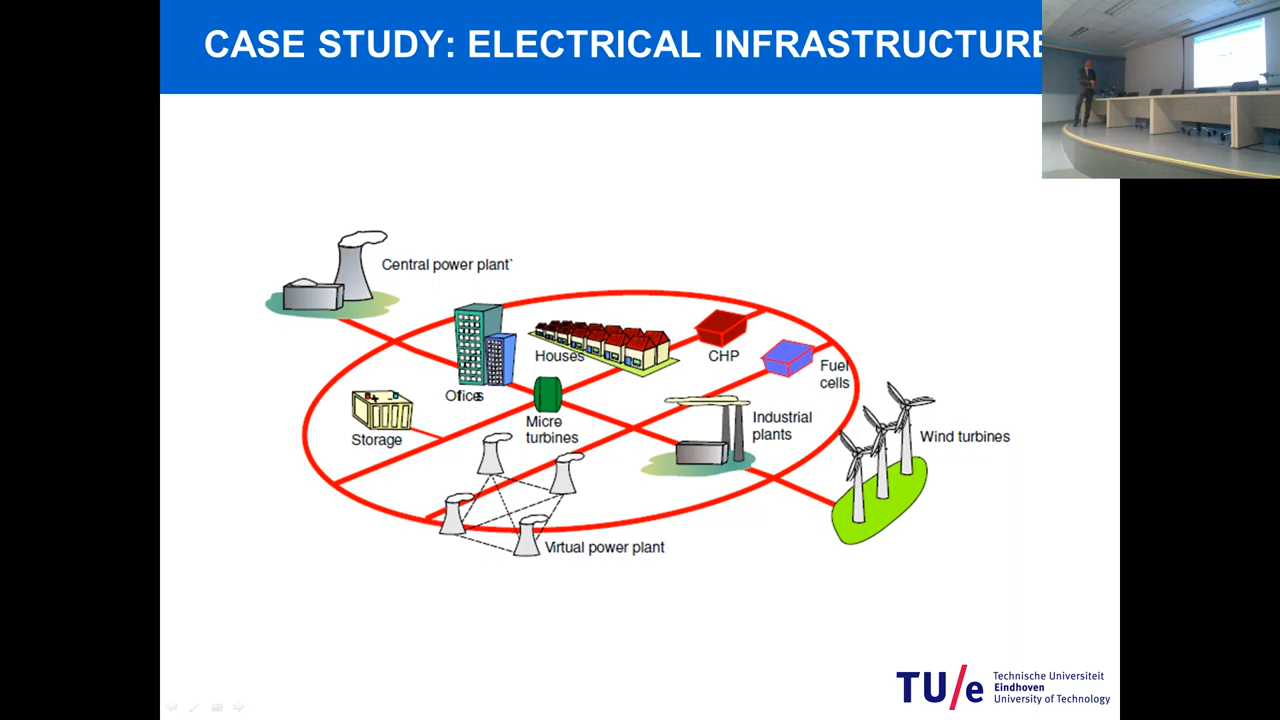 CASE STUDY: ELECTRICAL INFRASTRUCTURE
Central power plant`
Houses
CHP
Fuel
cells
Offices
Micro
turbines
Storage
Industrial
plants
Wind turbines
Virtual power plant
TU/e
Technische Universiteit
Eindhoven
University of Technology